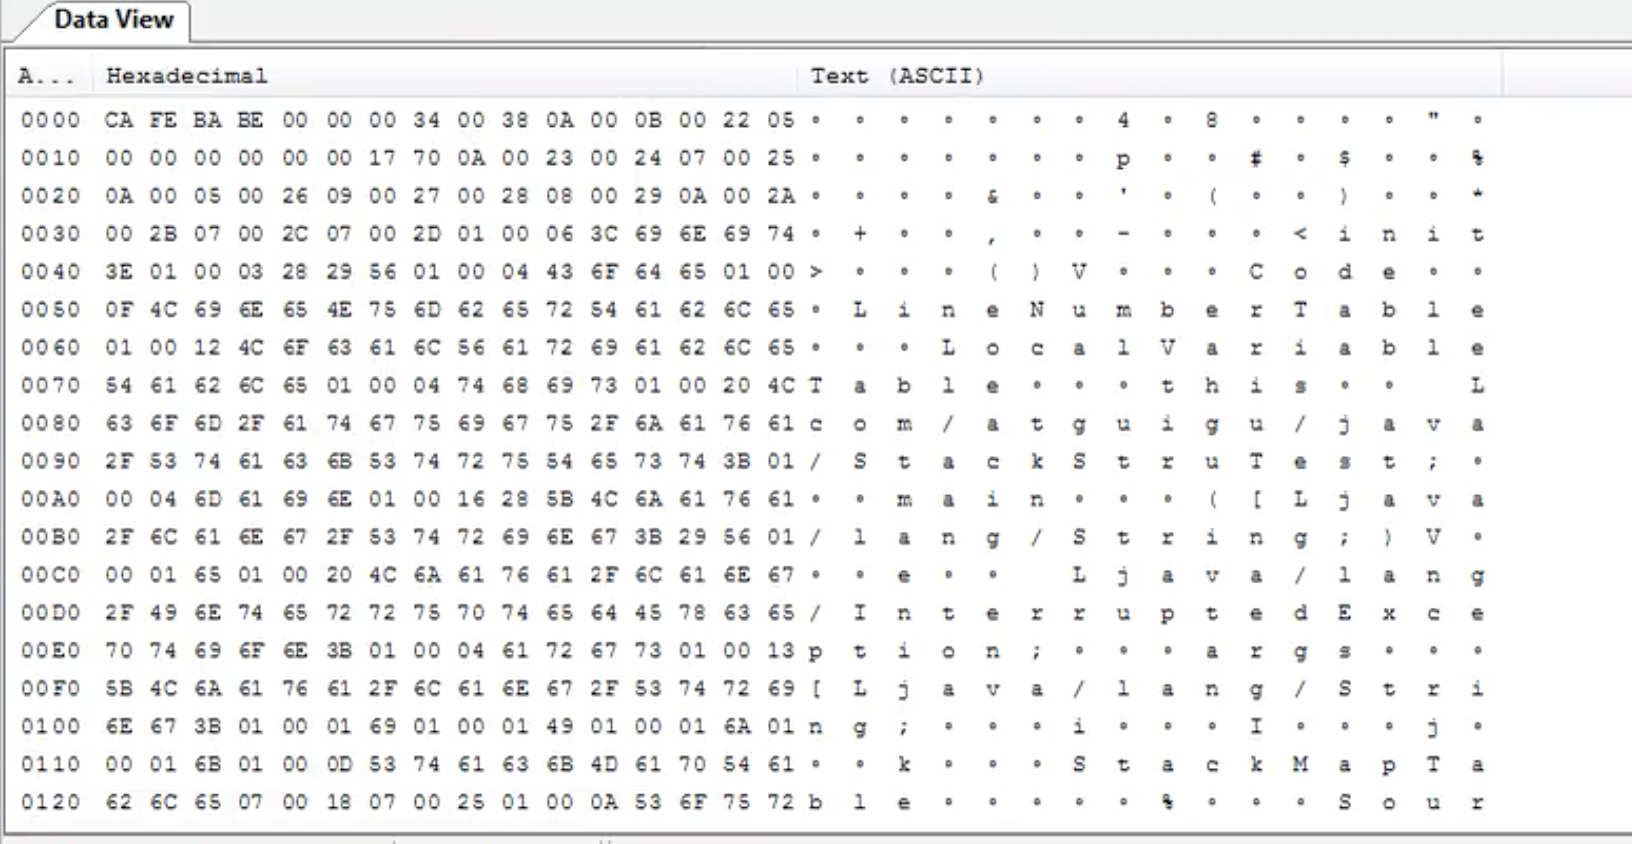 Data View
A... Hexadecimal Text (ASCII)
0000 CA FE BA BE 00 00 00 34 00 38 0A 00 0B 00 22 05 ° ° ° ° ° ° ° 4 ° 8 ° ° ° ° " °
0010 00 00 00 00 00 00 17 70 0A 00 23 00 24 07 00 25 ° ° ° ° ° ° ° p ° ° # ° $ ° ° %
0020 0A 00 05 00 26 09 00 27 00 28 08 00 29 0A 00 2A ° ° ° ° & ° ° ' ° ( ° ° ) ° ° *
0030 00 2B 07 00 2C 07 00 2D 01 00 06 3C 69 6E 69 74 ° + ° ° , ° ° - ° ° ° < i n i t
0040 3E 01 00 03 28 29 56 01 00 04 43 6F 64 65 01 00 > ° ° ° ( ) V ° ° ° C o d e ° °
0050 0F 4C 69 6E 65 4E 75 6D 62 65 72 54 61 62 6C 65 ° L i n e N u m b e r T a b l e
0060 01 00 12 4C 6F 63 61 6C 56 61 72 69 61 62 6C 65 ° ° ° L o c a l V a r i a b l e
0070 54 61 62 6C 65 01 00 04 74 68 69 73 01 00 20 4C T a b l e ° ° ° t h i s ° ° L
0080 63 6F 6D 2F 61 74 67 75 69 67 75 2F 6A 61 76 61 c o m / a t g u i g u / j a v a
0090 2F 53 74 61 63 6B 53 74 72 75 54 65 73 74 3B 01 / S t a c k S t r u T e s t ; °
00A0 00 04 6D 61 69 6E 01 00 16 28 5B 4C 6A 61 76 61 ° ° m a i n ° ° ° ( [ L j a v a
00B0 2F 6C 61 6E 67 2F 53 74 72 69 6E 67 3B 29 56 01 / l a n g / S t r i n g ; ) V °
00C0 00 01 65 01 00 20 4C 6A 61 76 61 2F 6C 61 6E 67 ° ° e ° ° L j a v a / l a n g
00D0 2F 49 6E 74 65 72 72 75 70 74 65 64 45 78 63 65 / I n t e r r u p t e d E x c e
00E0 70 74 69 6F 6E 3B 01 00 04 61 72 67 73 01 00 13 p t i o n ; ° ° ° a r g s ° ° °
00F0 5B 4C 6A 61 76 61 2F 6C 61 6E 67 2F 53 74 72 69 [ L j a v a / l a n g / S t r i
0100 6E 67 3B 01 00 01 69 01 00 01 49 01 00 01 6A 01 n g ; ° ° ° i ° ° ° I ° ° ° j °
0110 00 01 6B 01 00 0D 53 74 61 63 6B 4D 61 70 54 61 ° ° k ° ° ° S t a c k M a p T a
0120 62 6C 65 07 00 18 07 00 25 01 00 0A 53 6F 75 72 b l e ° ° ° ° ° % ° ° ° S o u r